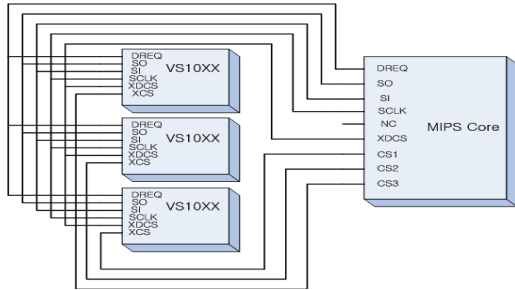 DREQ
SO
SI
SCLK
XDCS
XCS
VS10XX
DREQ
SO
SI
SCLK
XDCS
XCS
VS10XX
DREQ
SO
SI
SCLK
XDCS
XCS
VS10XX
DREQ
SO
SI
SCLK
NC
XDCS
CS1
CS2
CS3
MIPS Core